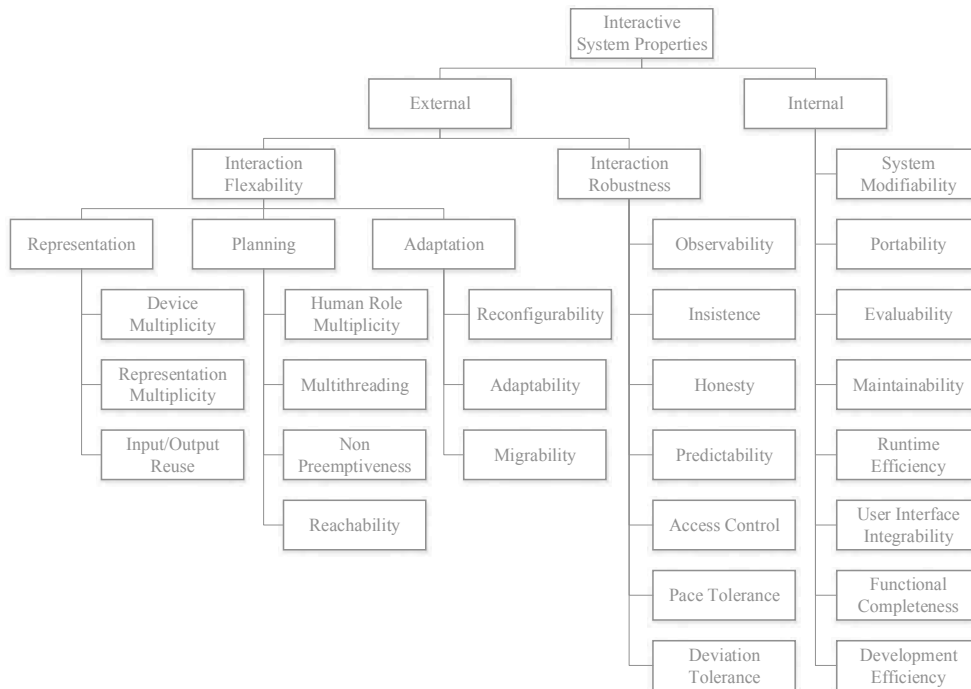 Interactive
System Properties
External
Internal
Interaction
Flexability
Interaction
Robustness
System
Modifiability
Representation
Planning
Adaptation
Observability
Portability
Device
Multiplicity
Human Role
Multiplicity
Reconfigurability
Insistence
Evaluability
Representation
Multiplicity
Multithreading
Adaptability
Honesty
Maintainability
Input/Output
Reuse
Non
Preemptiveness
Migrability
Predictability
Runtime
Efficiency
Reachability
Access Control
User Interface
Integrability
Pace Tolerance
Functional
Completeness
Deviation
Tolerance
Development
Efficiency